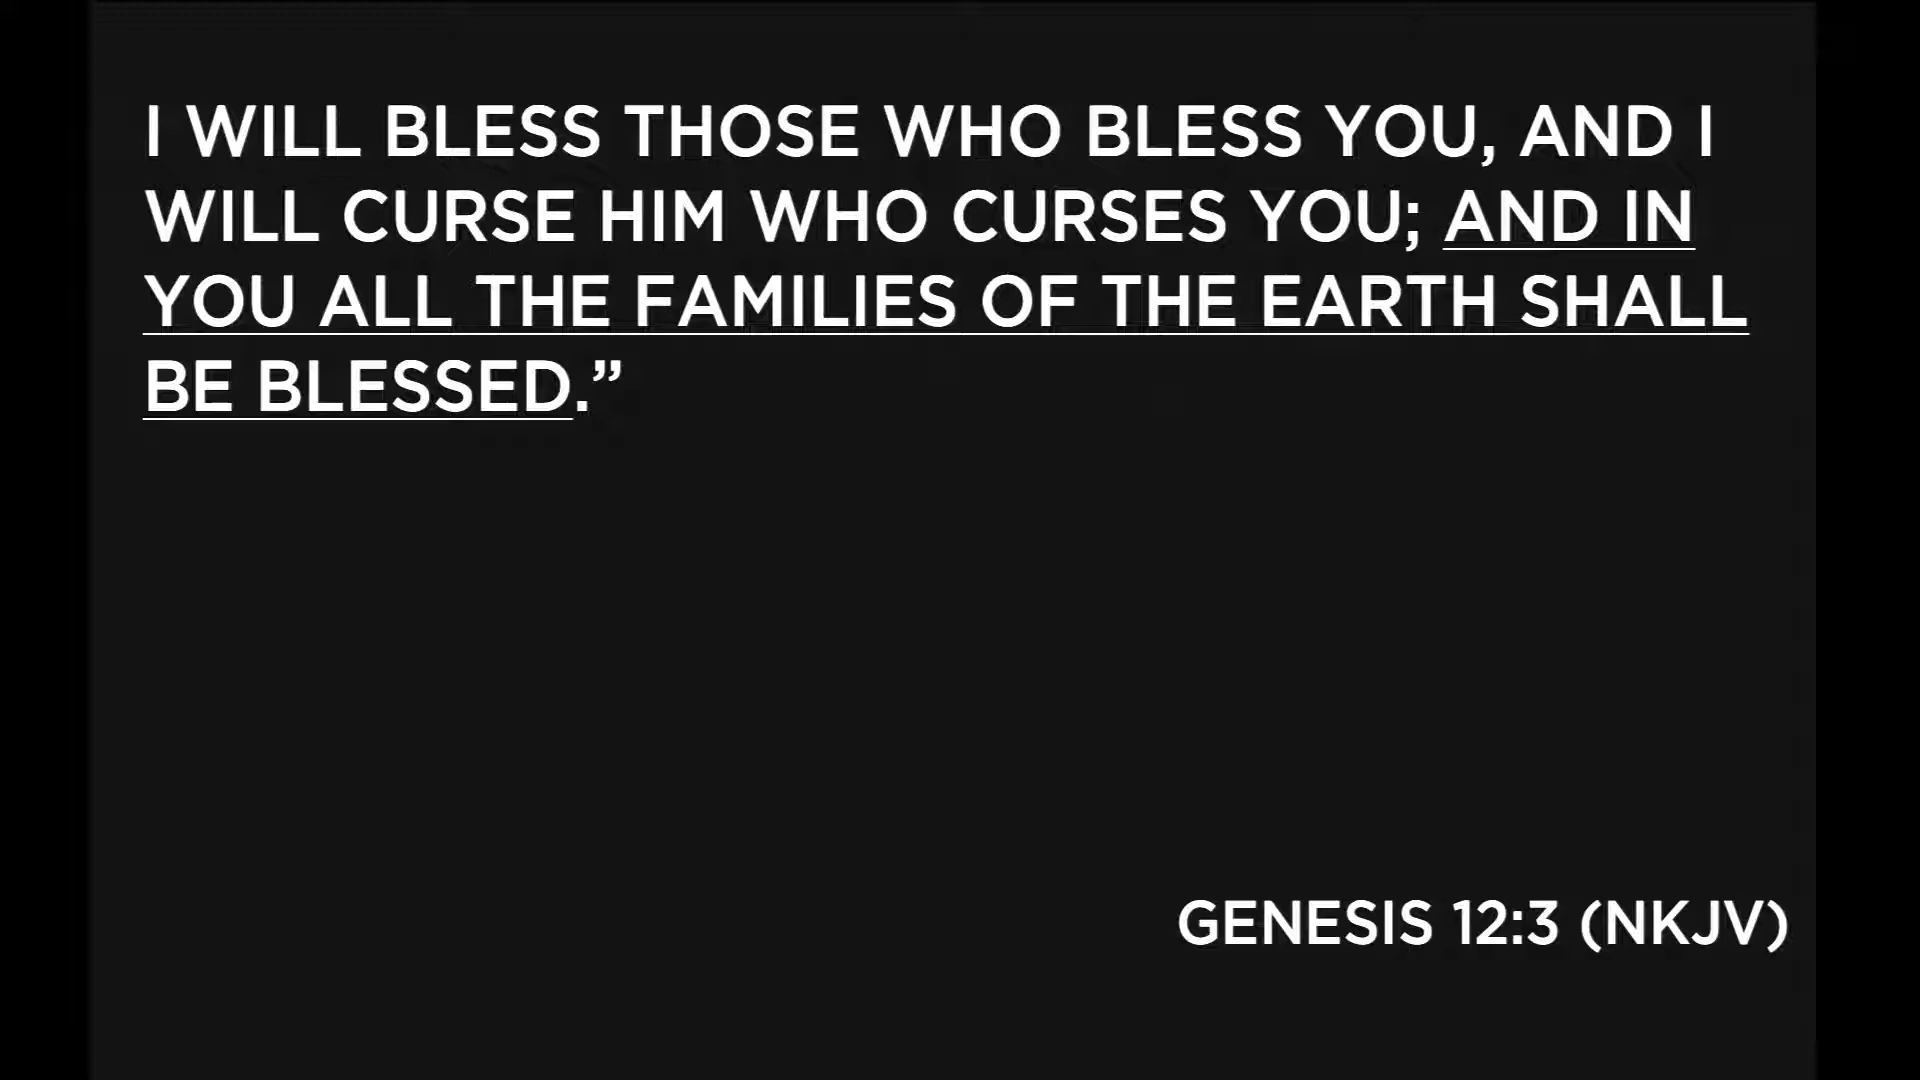 I WILL BLESS THOSE WHO BLESS YOU, AND I
WILL CURSE HIM WHO CURSES YOU; AND IN
YOU ALL THE FAMILIES OF THE EARTH SHALL
BE BLESSED.”
GENESIS 12:3 (NKJV)